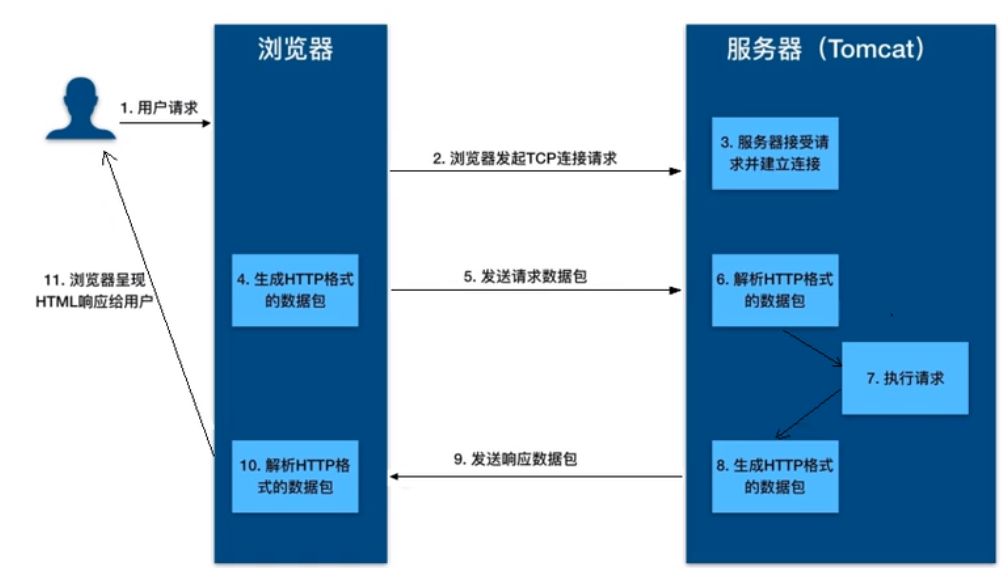 浏览器
服务器（Tomcat）
1. 用户请求
2. 浏览器发起TCP连接请求
3. 服务器接受请
求并建立连接
4. 生成HTTP格式
的数据包
5. 发送请求数据包
6. 解析HTTP格式
的数据包
7. 执行请求
8. 生成HTTP格式
的数据包
9. 发送响应数据包
10. 解析HTTP格
式的数据包
11. 浏览器呈现
HTML响应给用户